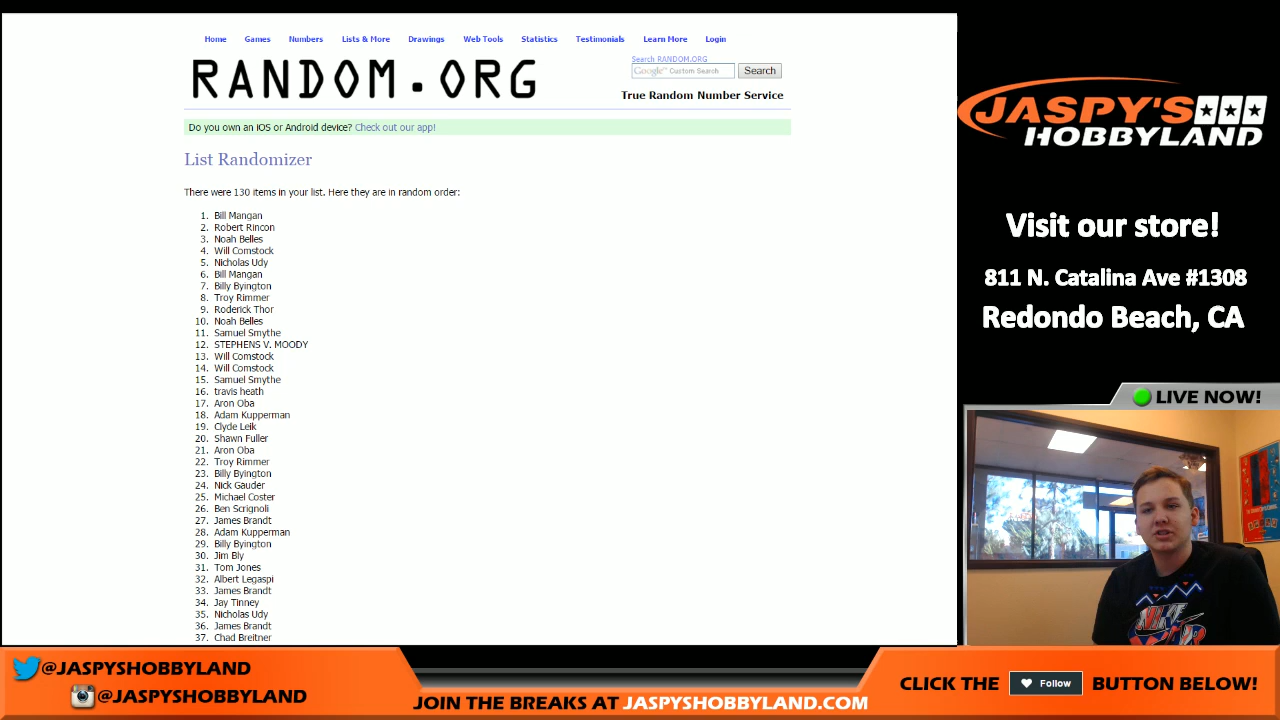 Home Games Numbers Lists & More Drawings Web Tools Statistics Testimonials Learn More Login
RANDOM.ORG
Search RANDOM.ORG
Google™ Custom Search Search
True Random Number Service
Do you own an iOS or Android device? Check out our app!
List Randomizer
There were 130 items in your list. Here they are in random order:
1. Bill Mangan
2. Robert Rincon
3. Noah Belles
4. Will Comstock
5. Nicholas Udy
6. Bill Mangan
7. Billy Byington
8. Troy Rimmer
9. Roderick Thor
10. Noah Belles
11. Samuel Smythe
12. STEPHENS V. MOODY
13. Will Comstock
14. Will Comstock
15. Samuel Smythe
16. travis heath
17. Aron Oba
18. Adam Kupperman
19. Clyde Leik
20. Shawn Fuller
21. Aron Oba
22. Troy Rimmer
23. Billy Byington
24. Nick Gauder
25. Michael Coster
26. Ben Scrignoli
27. James Brandt
28. Adam Kupperman
29. Billy Byington
30. Jim Bly
31. Tom Jones
32. Albert Legaspi
33. James Brandt
34. Jay Tinney
35. Nicholas Udy
36. James Brandt
37. Chad Breitner
JASPY'S
HOBBYLAND
Visit our store!
811 N. Catalina Ave #1308
Redondo Beach, CA
LIVE NOW!
NIKE
@JASPYSHOBBYLAND
@JASPYSHOBBYLAND
JOIN THE BREAKS AT JASPYSHOBBYLAND.COM
CLICK THE Follow BUTTON BELOW!